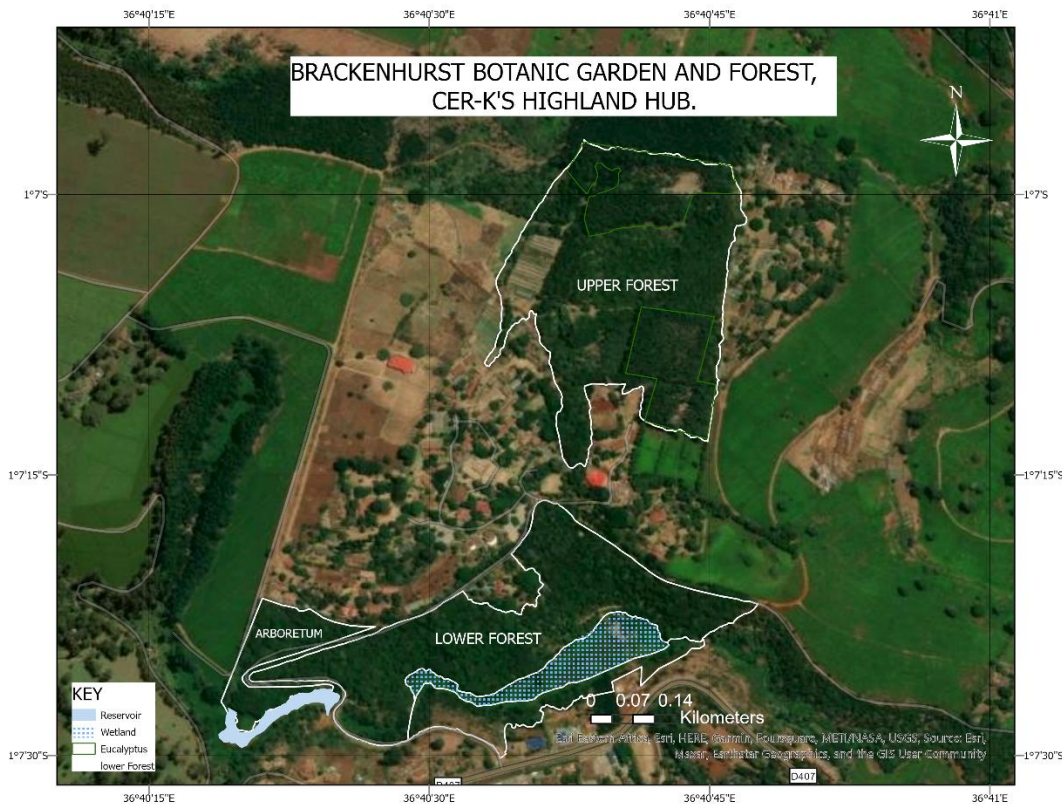 36°40'15"E
36°40'30"E
36°40'45"E
36°41'E
BRACKENHURST BOTANIC GARDEN AND FOREST,
CER-K'S HIGHLAND HUB.
N
1°7'S
1°7'S
UPPER FOREST
1°7'15"S
1°7'15"S
ARBORETUM
LOWER FOREST
KEY
Reservoir
Wetland
Eucalyptus
lower Forest
0 0.07 0.14
Kilometers
Esri Eastern Africa, Esri, HERE, Garmin, Foursquare, METI/NASA, USGS, Source: Esri,
Maxar, Earthstar Geographics, and the GIS User Community
1°7'30"S
1°7'30"S
D407
D407
36°40'15"E
36°40'30"E
36°40'45"E
36°41'E